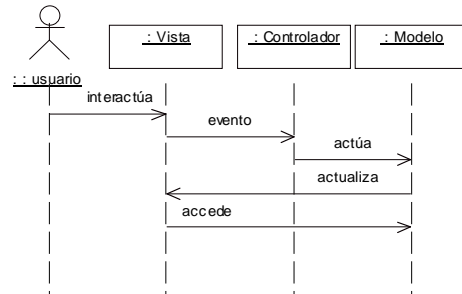 : Vista
: Controlador
: Modelo
: : usuario
interactúa
evento
actúa
actualiza
accede